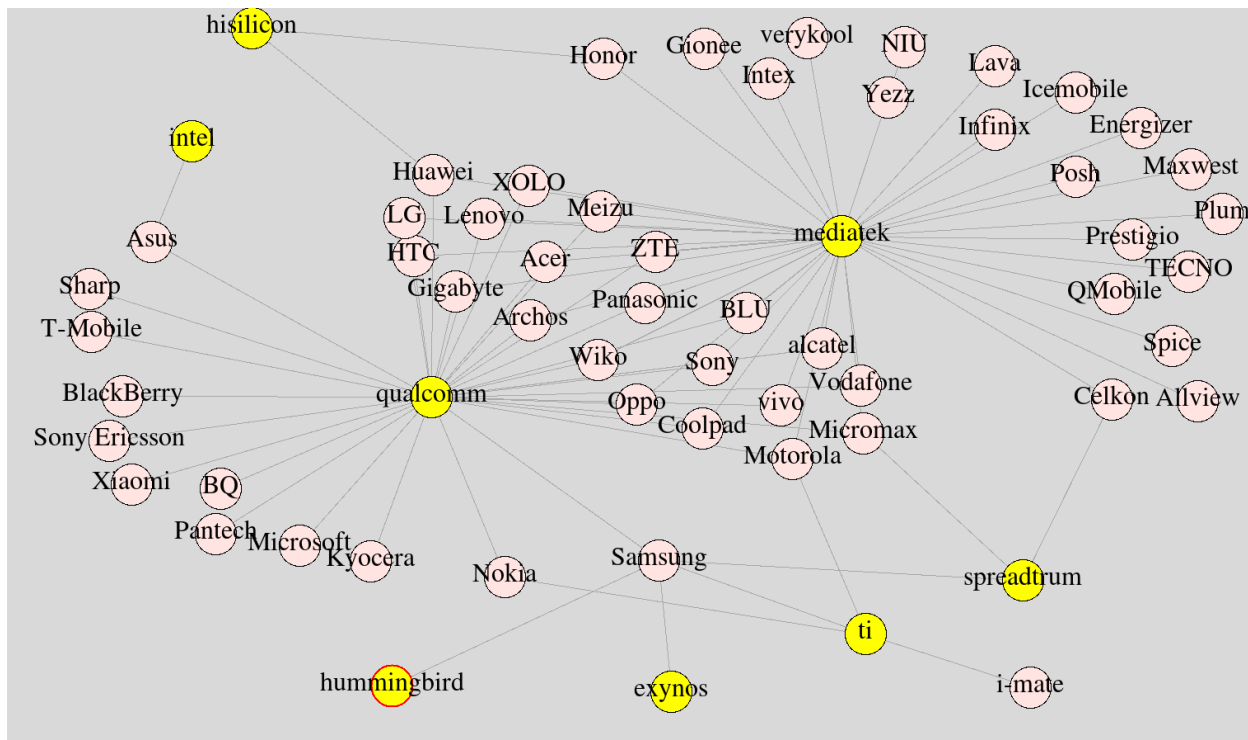 hisilicon
Honor
Gionee
verykool
NIU
Lava
Intex
Yezz
Icemobile
Infinix
Energizer
intel
Huawei
XOLO
Posh
Maxwest
LG
Lenovo
Meizu
Plum
mediatek
Prestigio
Asus
HTC
Acer
ZTE
TECNO
Sharp
Gigabyte
Panasonic
QMobile
T-Mobile
Archos
BLU
Spice
Wiko
Sony
alcatel
BlackBerry
qualcomm
Oppo
vivo
Vodafone
Celkon
Allview
Sony Ericsson
Coolpad
Micromax
Xiaomi
BQ
Motorola
Pantech
Microsoft
Kyocera
Nokia
Samsung
spreadtrum
ti
hummingbird
exynos
i-mate